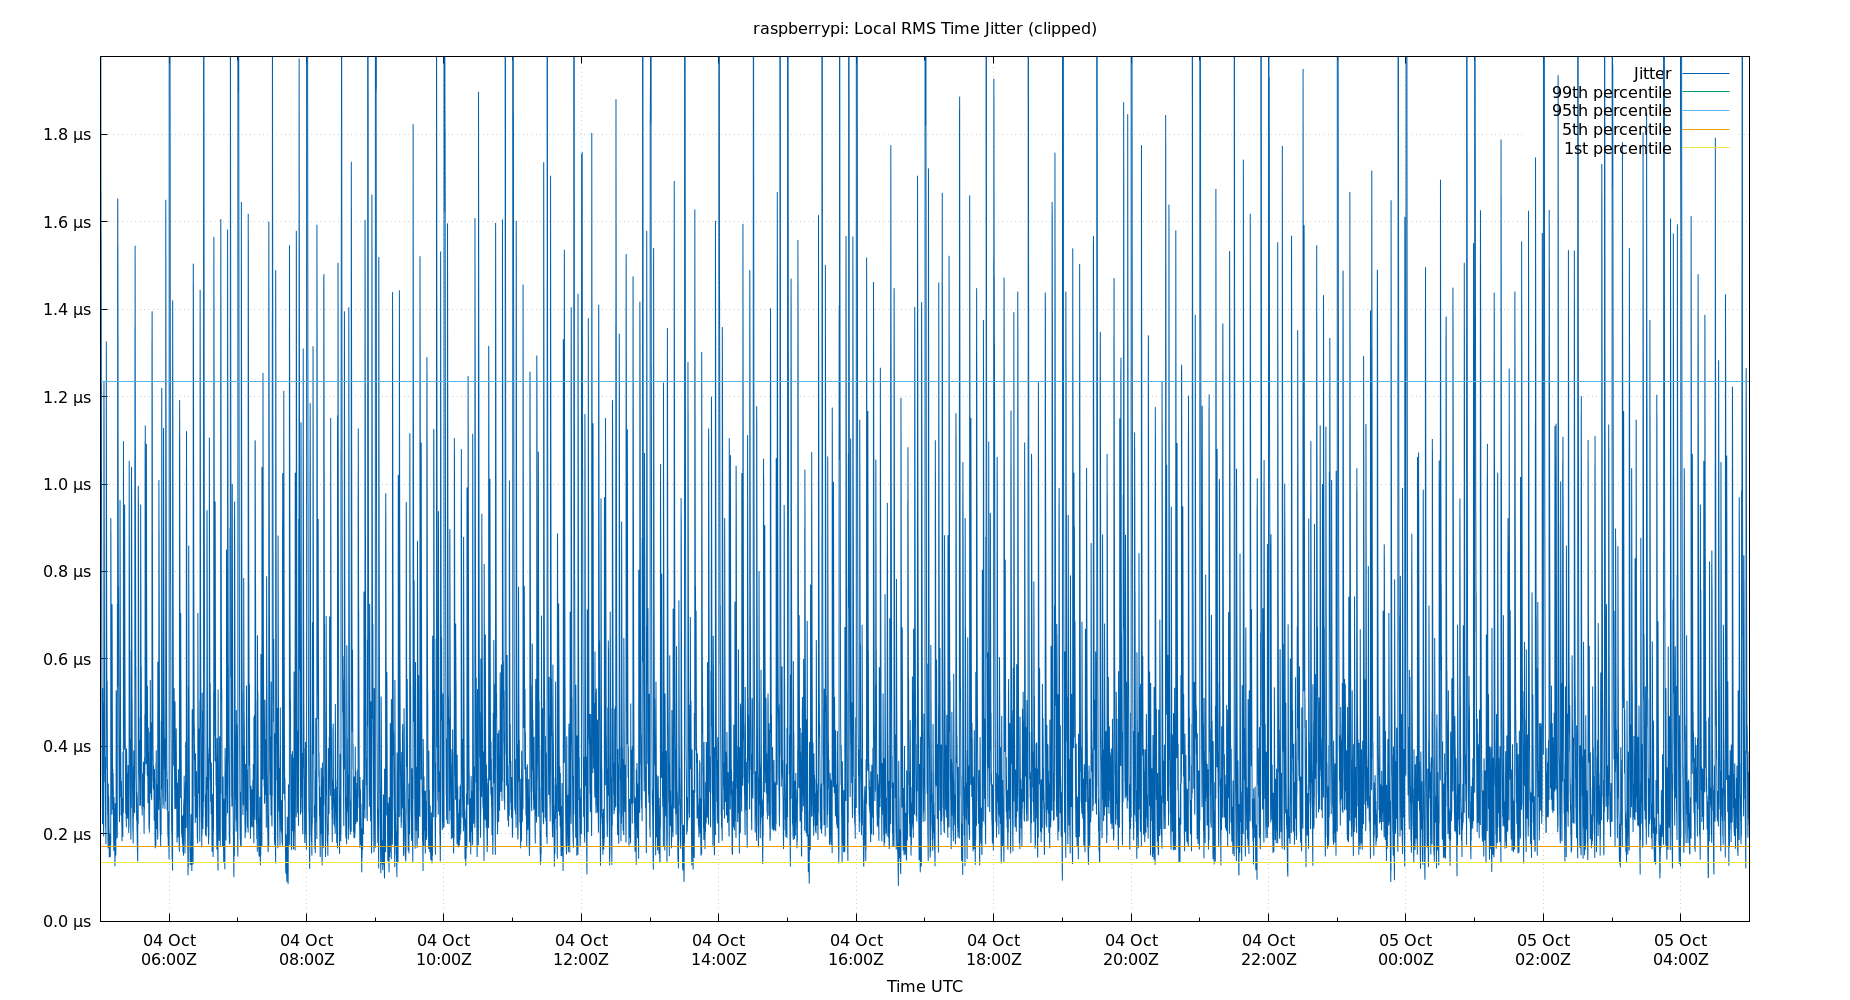 raspberrypi: Local RMS Time Jitter (clipped)
Jitter
99th percentile
95th percentile
5th percentile
1st percentile
1.8 µs
1.6 µs
1.4 µs
1.2 µs
1.0 µs
0.8 µs
0.6 µs
0.4 µs
0.2 µs
0.0 µs
04 Oct 04 Oct 04 Oct 04 Oct 04 Oct 04 Oct 04 Oct 04 Oct 04 Oct 05 Oct 05 Oct 05 Oct
06:00Z 08:00Z 10:00Z 12:00Z 14:00Z 16:00Z 18:00Z 20:00Z 22:00Z 00:00Z 02:00Z 04:00Z
Time UTC